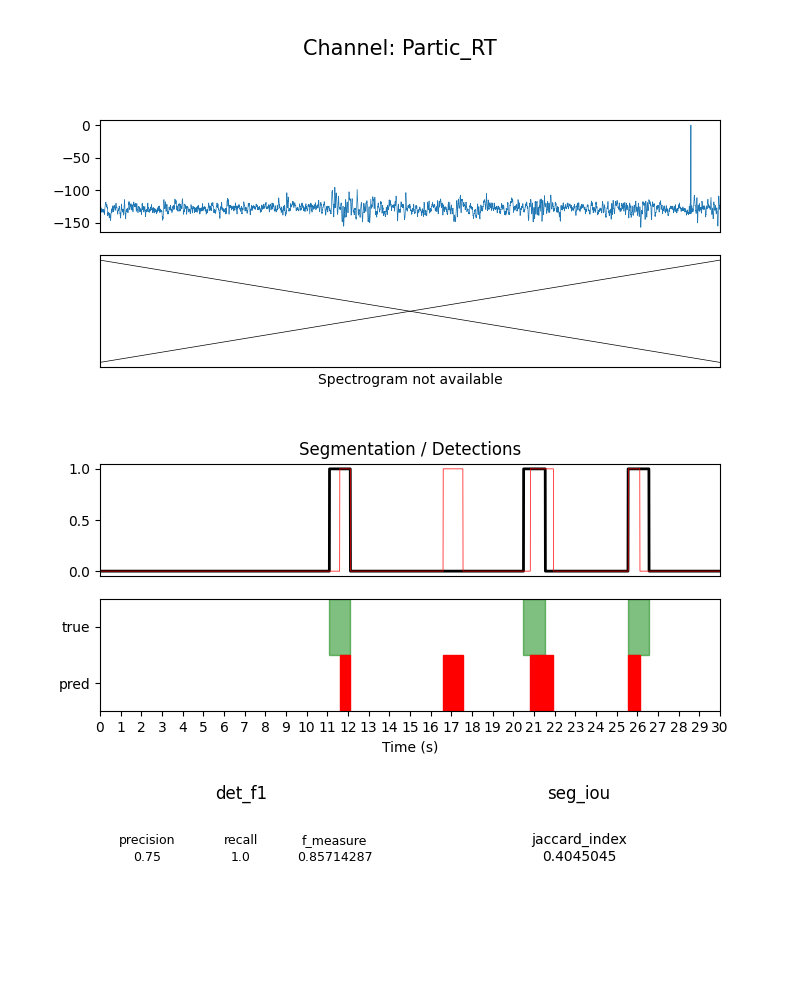 Channel: Partic_RT
0
−50
−100
−150
Spectrogram not available
Segmentation / Detections
1.0
0.5
0.0
true
pred
0 1 2 3 4 5 6 7 8 9 10 11 12 13 14 15 16 17 18 19 20 21 22 23 24 25 26 27 28 29 30
Time (s)
det_f1 seg_iou
precision recall f_measure jaccard_index
0.75 1.0 0.85714287 0.4045045